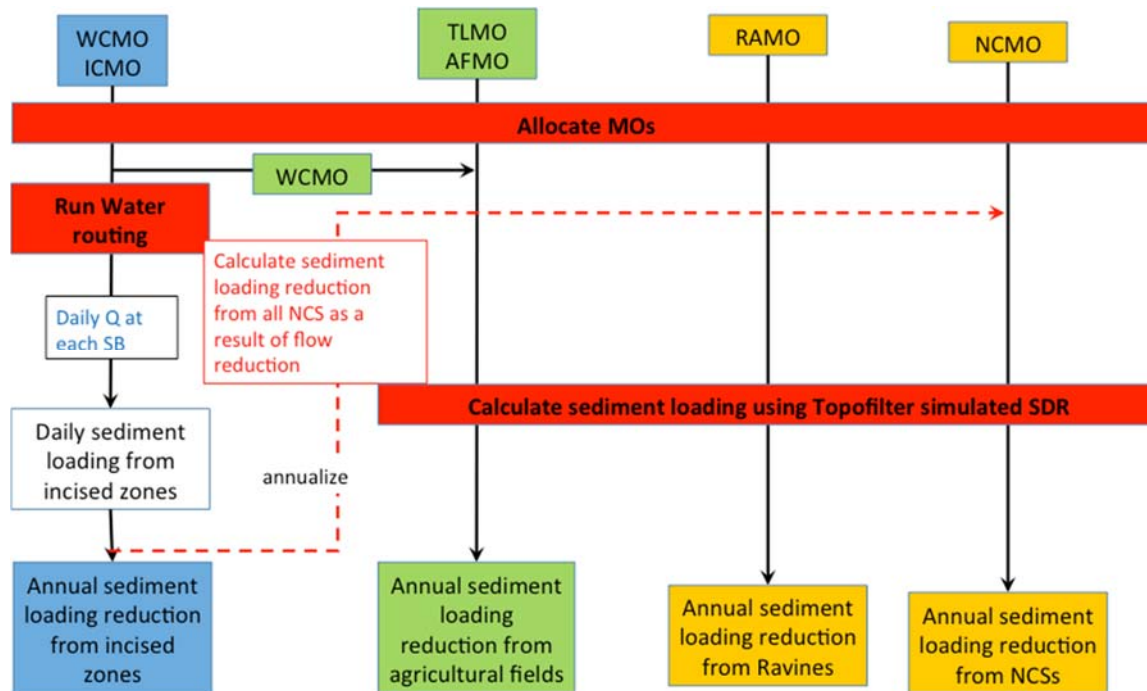 WCMO
ICMO
TLMO
AFMO
RAMO
NCMO
Allocate MOs
WCMO
Run Water
routing
Calculate sediment
loading reduction
from all NCS as a
result of flow
reduction
Daily Q at
each SB
Calculate sediment loading using Topofilter simulated SDR
Daily sediment
loading from
incised zones
annualize
Annual sediment
loading reduction
from incised
zones
Annual sediment
loading
reduction from
agricultural fields
Annual sediment
loading reduction
from Ravines
Annual sediment
loading reduction
from NCSs